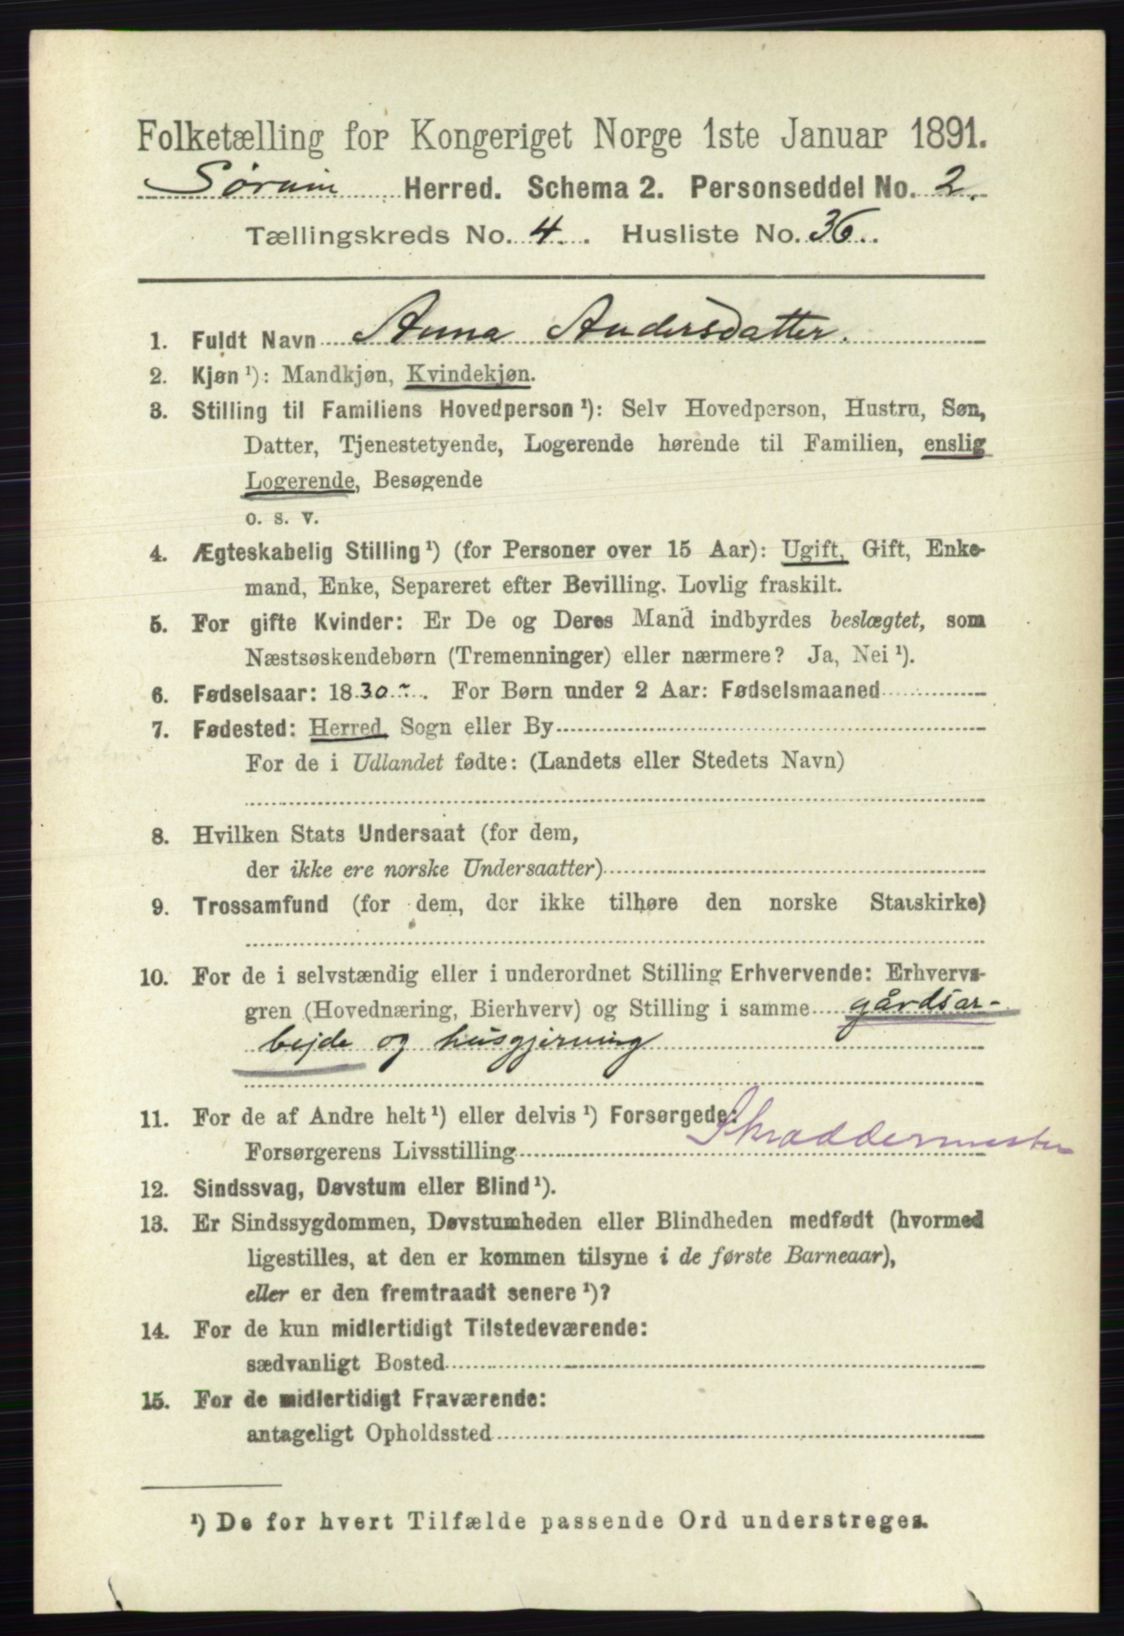 Folketælling for Kongeriget Norge 1ste Januar 1891.
Sørum Herred. Schema 2. Personseddel No. 2.
Tællingskreds No. 4. Husliste No. 36.
1. Fuldt Navn Anna Andersdatter.
2. Kjøn ¹): Mandkjøn, Kvindekjøn.
3. Stilling til Familiens Hovedperson ¹): Selv Hovedperson, Hustru, Søn,
Datter, Tjenestetyende, Logerende hørende til Familien, enslig
Logerende, Besøgende
o. s. v.
4. Ægteskabelig Stilling ¹) (for Personer over 15 Aar): Ugift, Gift, Enke-
mand, Enke, Separeret efter Bevilling. Lovlig fraskilt.
5. For gifte Kvinder: Er De og Deres Mand indbyrdes beslægtet, som
Næstsøskendebørn (Tremenninger) eller nærmere? Ja, Nei ¹).
6. Fødselsaar: 1830. For Børn under 2 Aar: Fødselsmaaned
7. Fødested: Herred, Sogn eller By
For de i Udlandet fødte: (Landets eller Stedets Navn)
8. Hvilken Stats Undersaat (for dem,
der ikke ere norske Undersaatter)
9. Trossamfund (for dem, der ikke tilhøre den norske Statskirke)
10. For de i selvstændig eller i underordnet Stilling Erhvervende: Erhvervs-
gren (Hovednæring, Bierhverv) og Stilling i samme gårdsar-
bejde og husgjerning
11. For de af Andre helt ¹) eller delvis ¹) Forsørgede:
Forsørgerens Livsstilling Skræddermester
12. Sindssvag, Døvstum eller Blind ¹).
13. Er Sindssygdommen, Døvstumheden eller Blindheden medfødt (hvormed
ligestilles, at den er kommen tilsyne i de første Barneaar),
eller er den fremtraadt senere ¹)?
14. For de kun midlertidigt Tilstedeværende:
sædvanligt Bosted
15. For de midlertidigt Fraværende:
antageligt Opholdssted
¹) De for hvert Tilfælde passende Ord understreges.